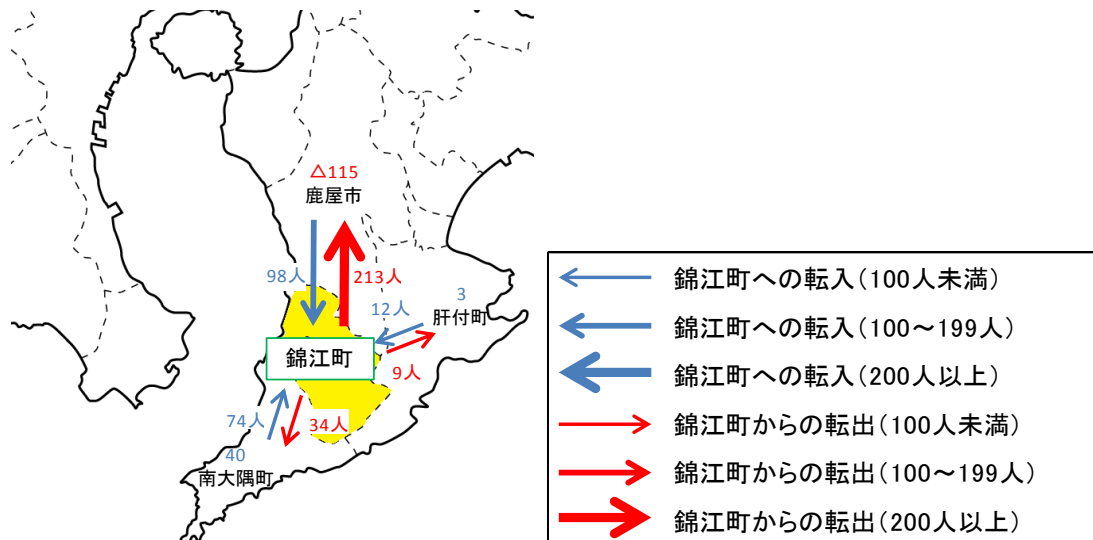 △115
鹿屋市
98人
213人
3
12人
肝付町
錦江町
9人
74人
34人
40
南大隅町
錦江町への転入(100人未満)
錦江町への転入(100～199人)
錦江町への転入(200人以上)
錦江町からの転出(100人未満)
錦江町からの転出(100～199人)
錦江町からの転出(200人以上)